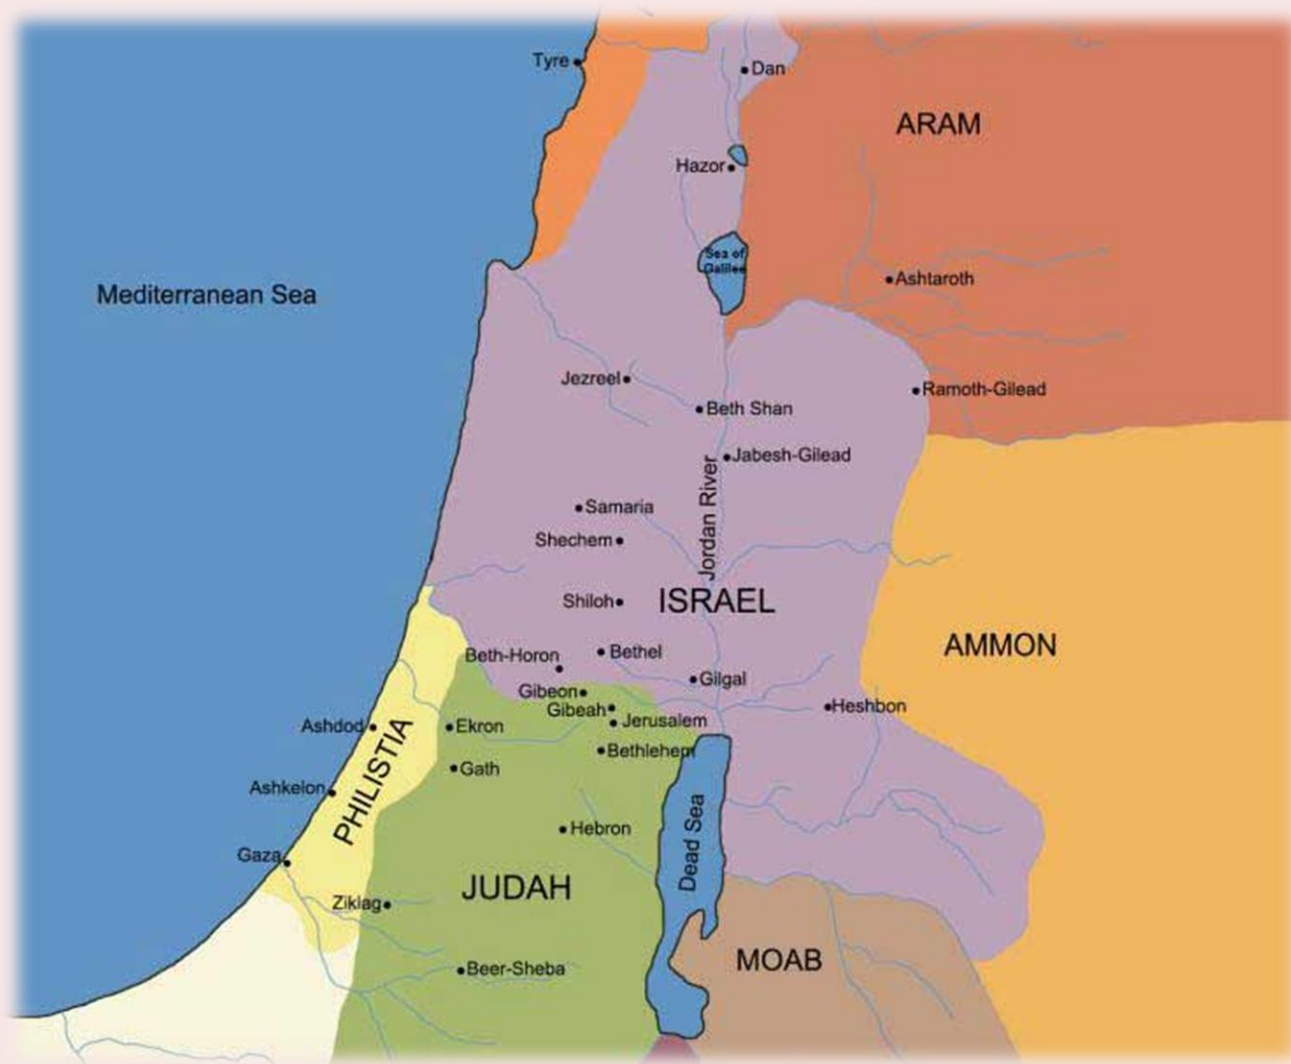 Tyre
Dan
ARAM
Hazor
Sea of
Galilee
Ashtaroth
Mediterranean Sea
Jezreel
Ramoth-Gilead
Beth Shan
Jabesh-Gilead
Jordan River
Samaria
Shechem
Shiloh
ISRAEL
AMMON
Bethel
Beth-Horon
Gilgal
Gibeon
Gibeah
Heshbon
Jerusalem
Ashdod
Ekron
Bethlehem
PHILISTIA
Gath
Ashkelon
Hebron
Dead Sea
Gaza
JUDAH
Ziklag
MOAB
Beer-Sheba